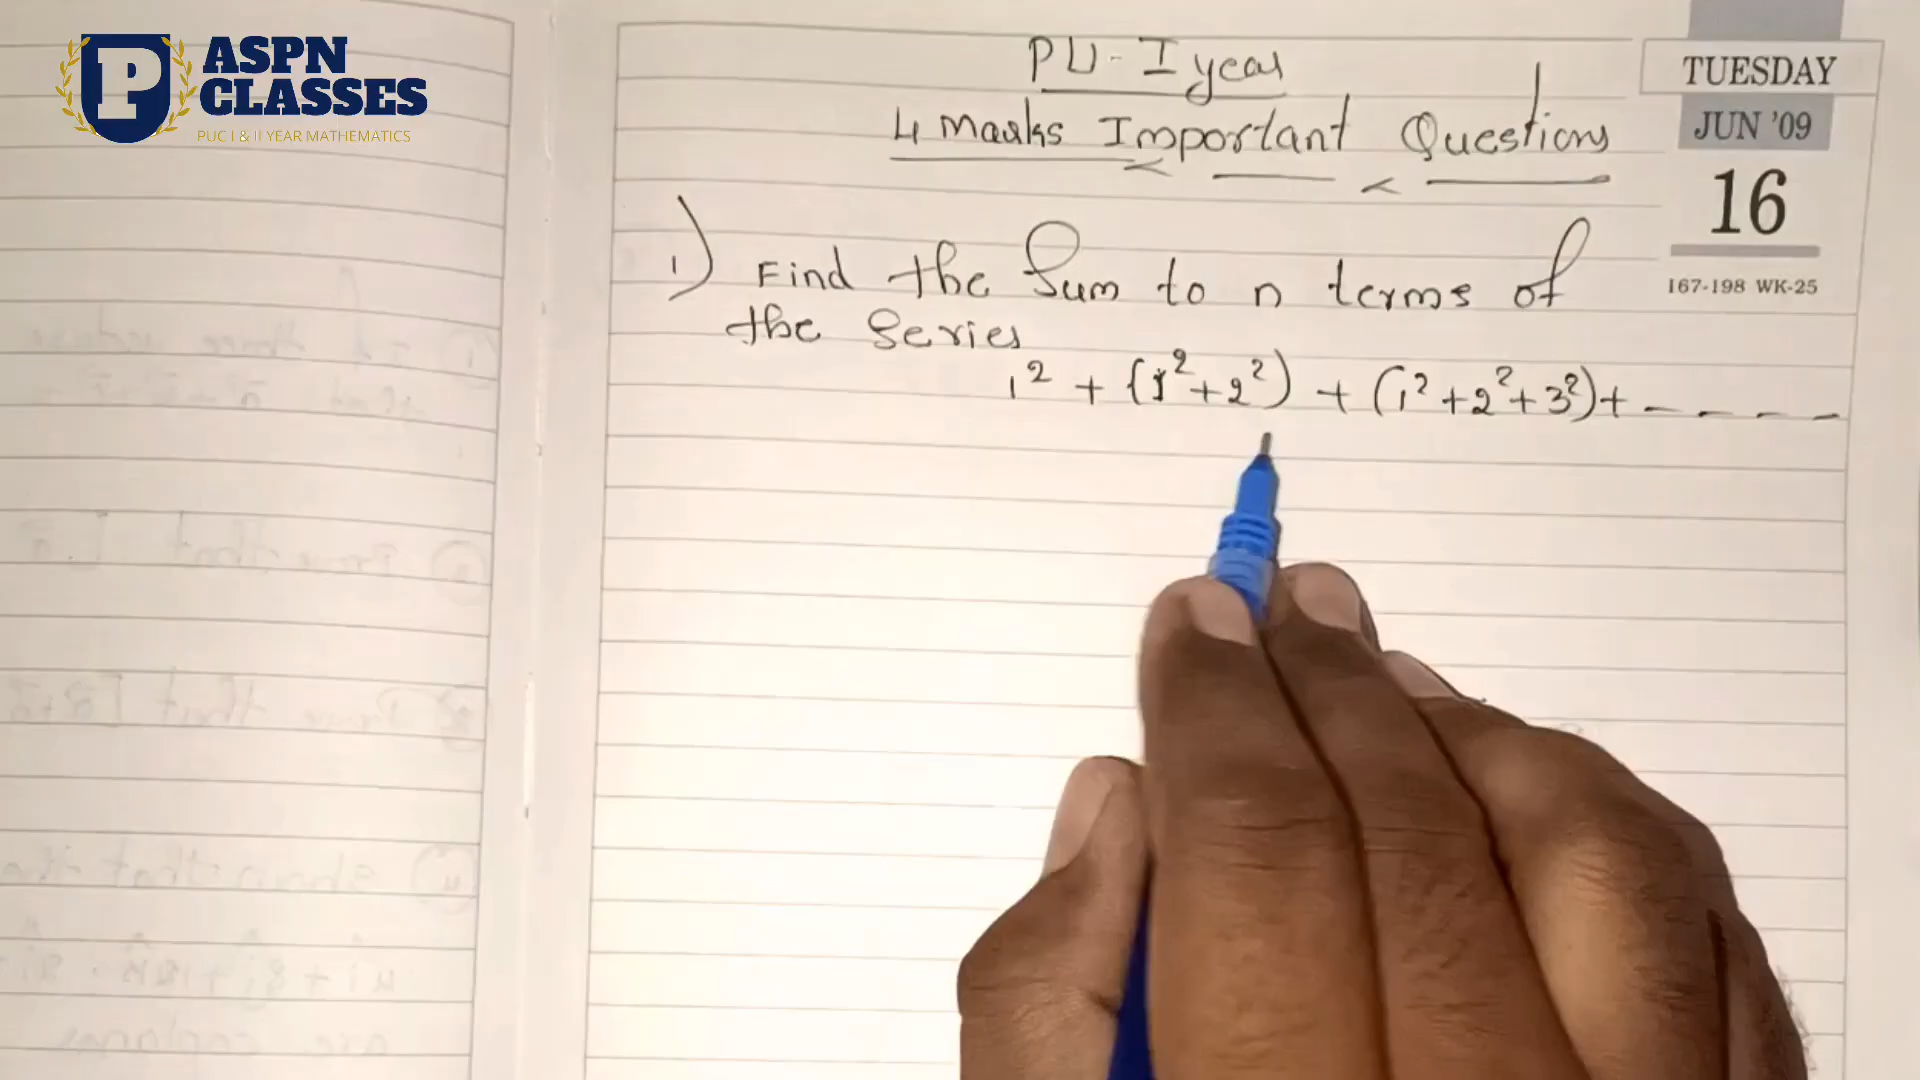 P
ASPN
CLASSES
PUC I & II YEAR MATHEMATICS
PU - I year
4 Marks Important Questions
TUESDAY
JUN '09
16
167-198 WK-25
1) Find the Sum to n terms of
the Series
1² + (1² + 2²) + (1² + 2² + 3²) + - - - -